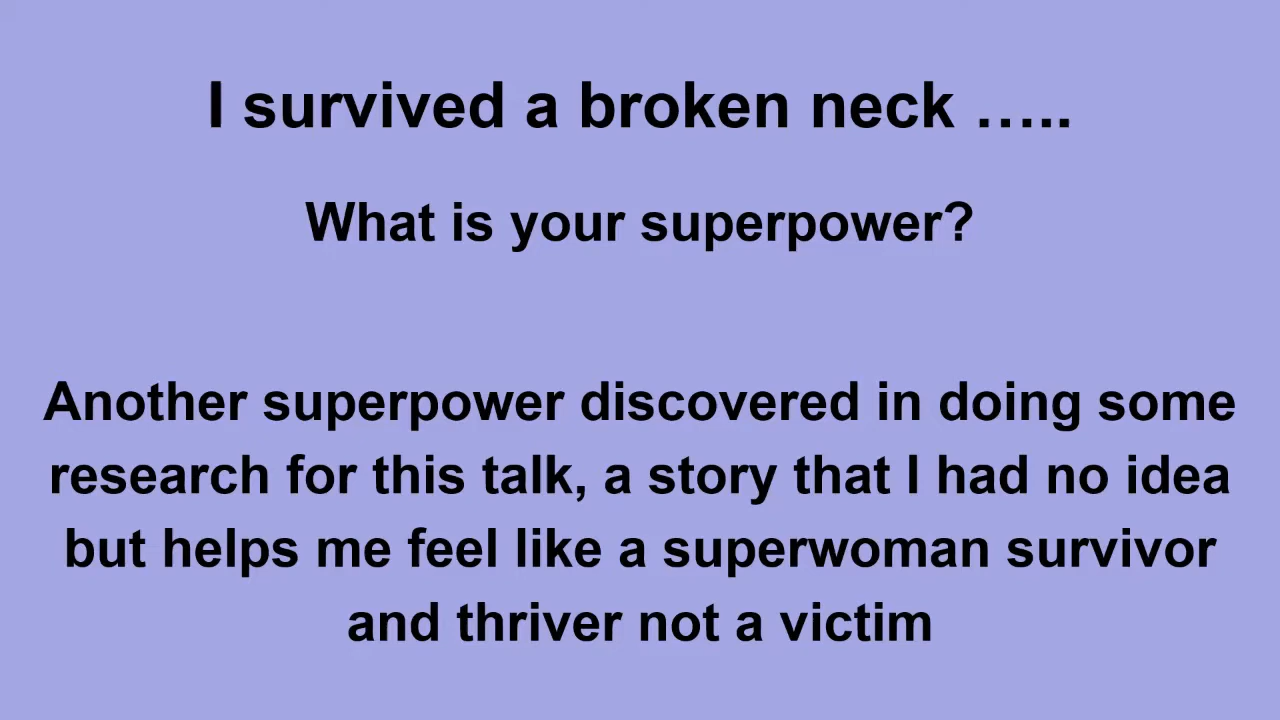 I survived a broken neck …..
What is your superpower?
Another superpower discovered in doing some
research for this talk, a story that I had no idea
but helps me feel like a superwoman survivor
and thriver not a victim